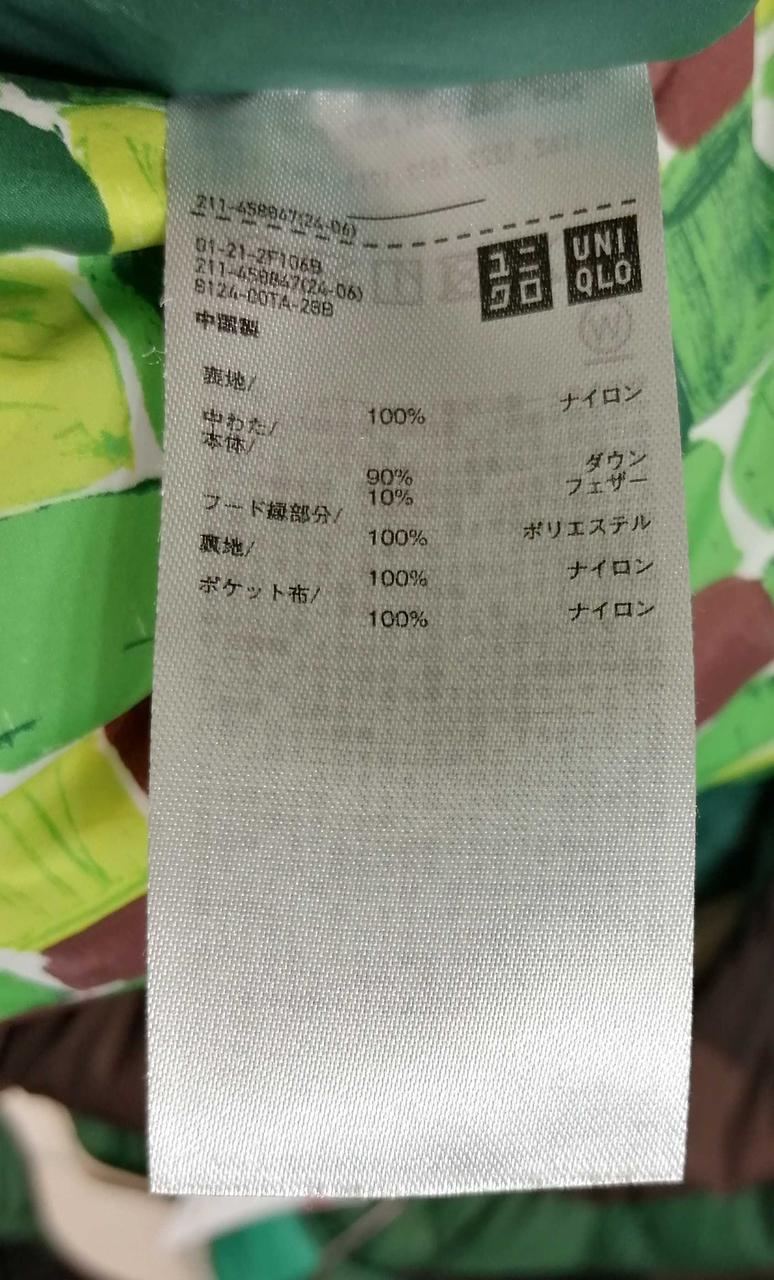 211-458847(24-06)
01-21-2F106B
211-458847(24-06)
8124-00TA-28B
中国製
ユニ
クロ
UNI
QLO
表地/
100% ナイロン
中わた/
本体/
90% ダウン
10% フェザー
フード縁部分/
100% ポリエステル
裏地/
100% ナイロン
ポケット布/
100% ナイロン